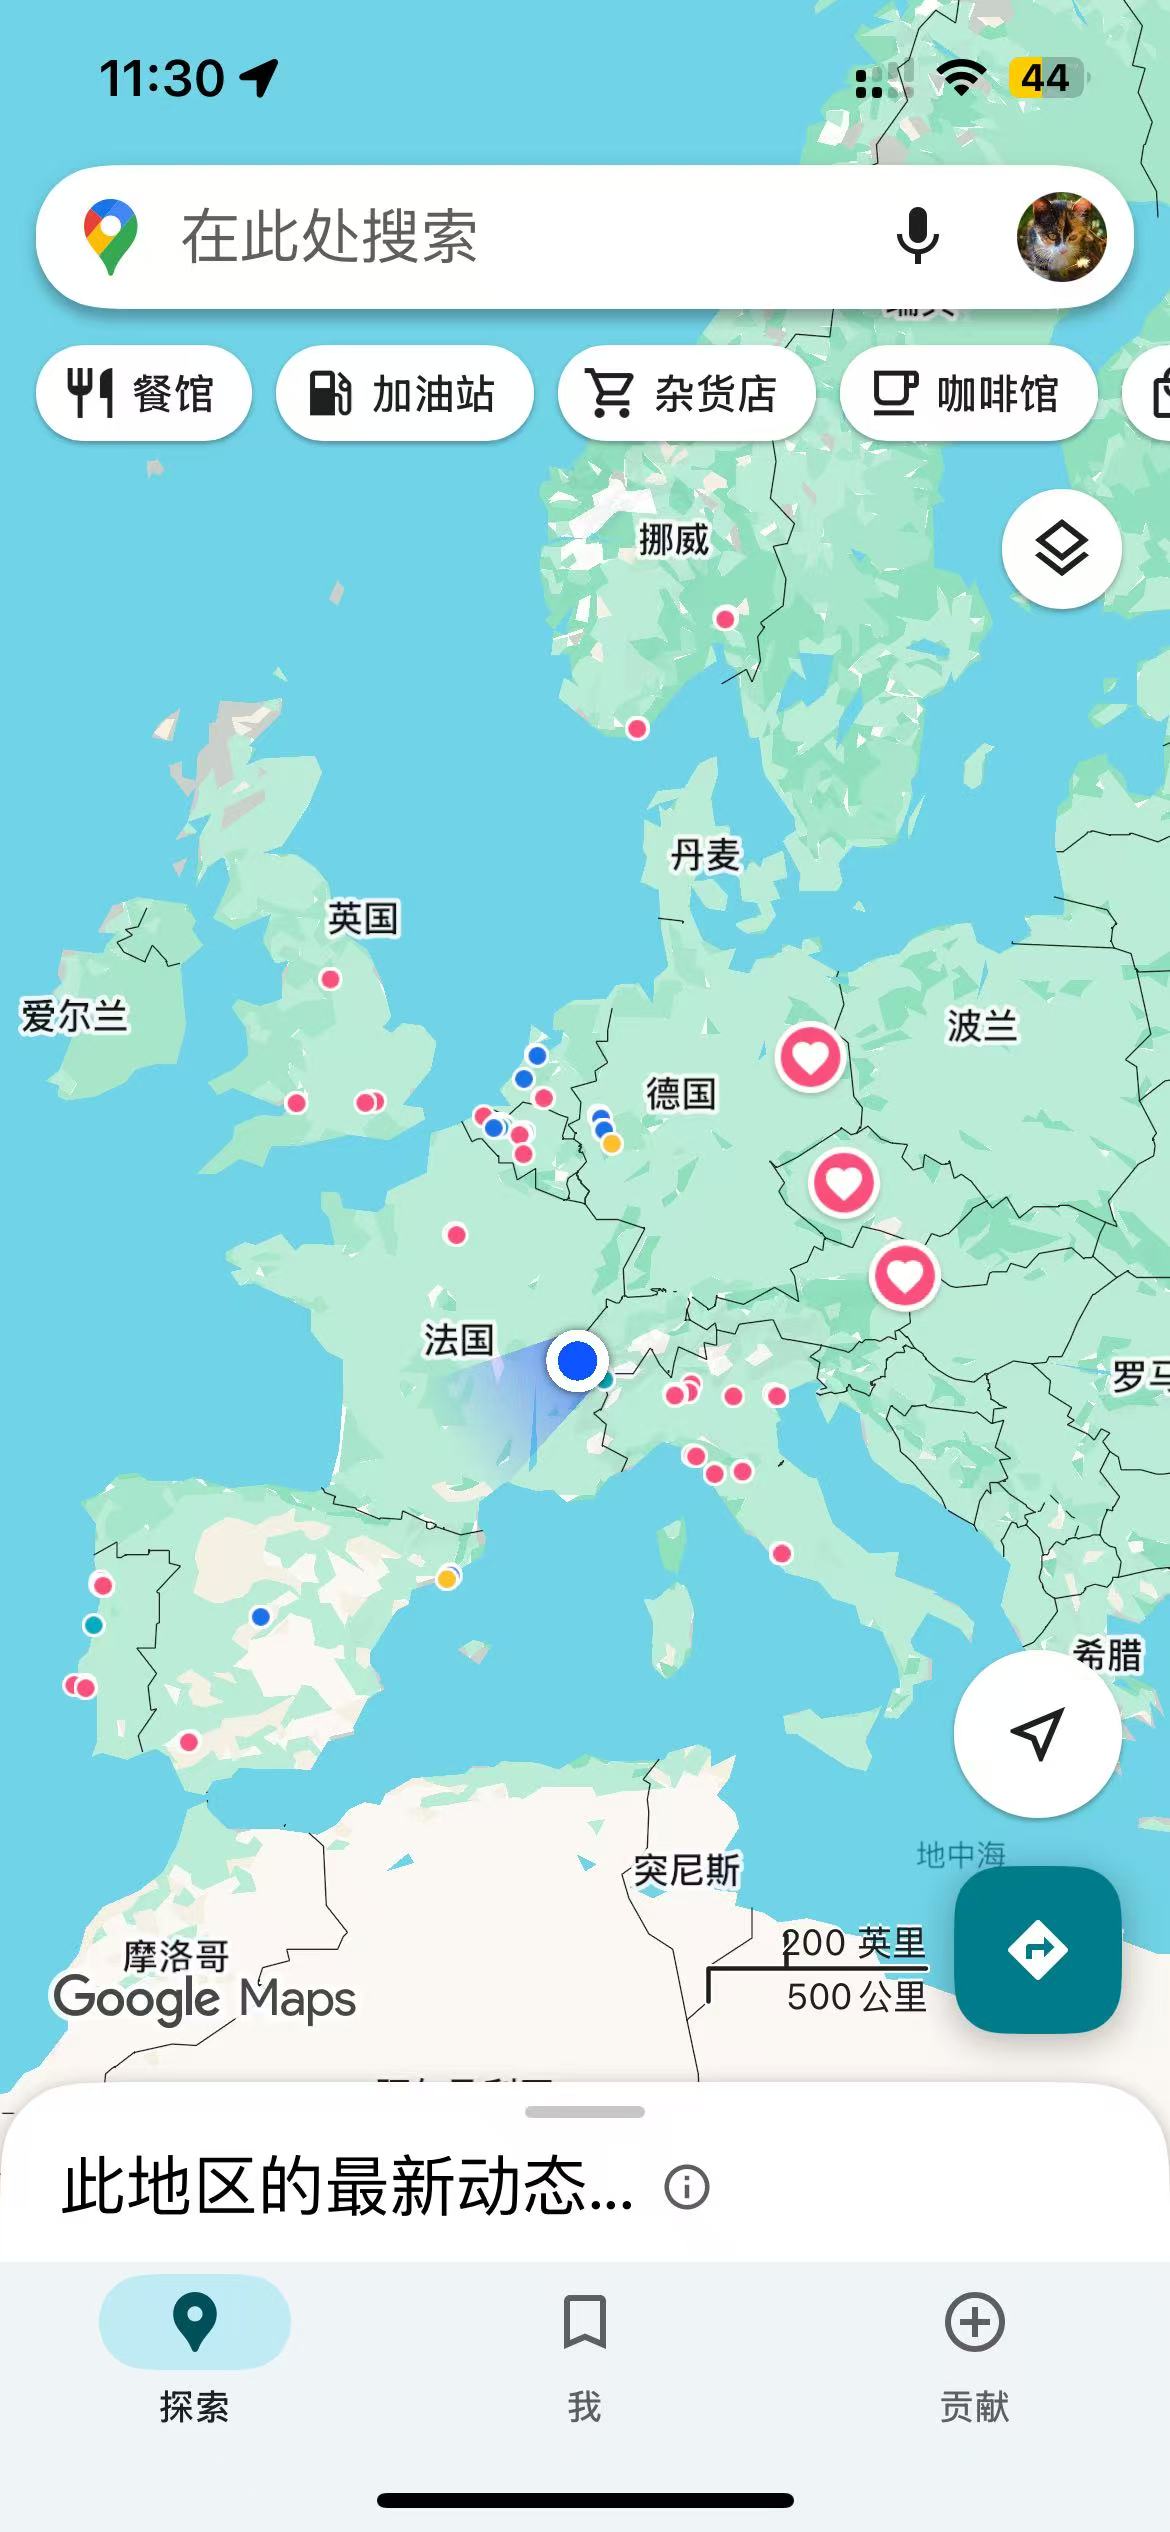 11:30
44
在此处搜索
餐馆
加油站
杂货店
咖啡馆
挪威
丹麦
英国
爱尔兰
波兰
德国
法国
罗马
希腊
地中海
突尼斯
200 英里
摩洛哥
Google Maps
500 公里
此地区的最新动态...
探索
我
贡献